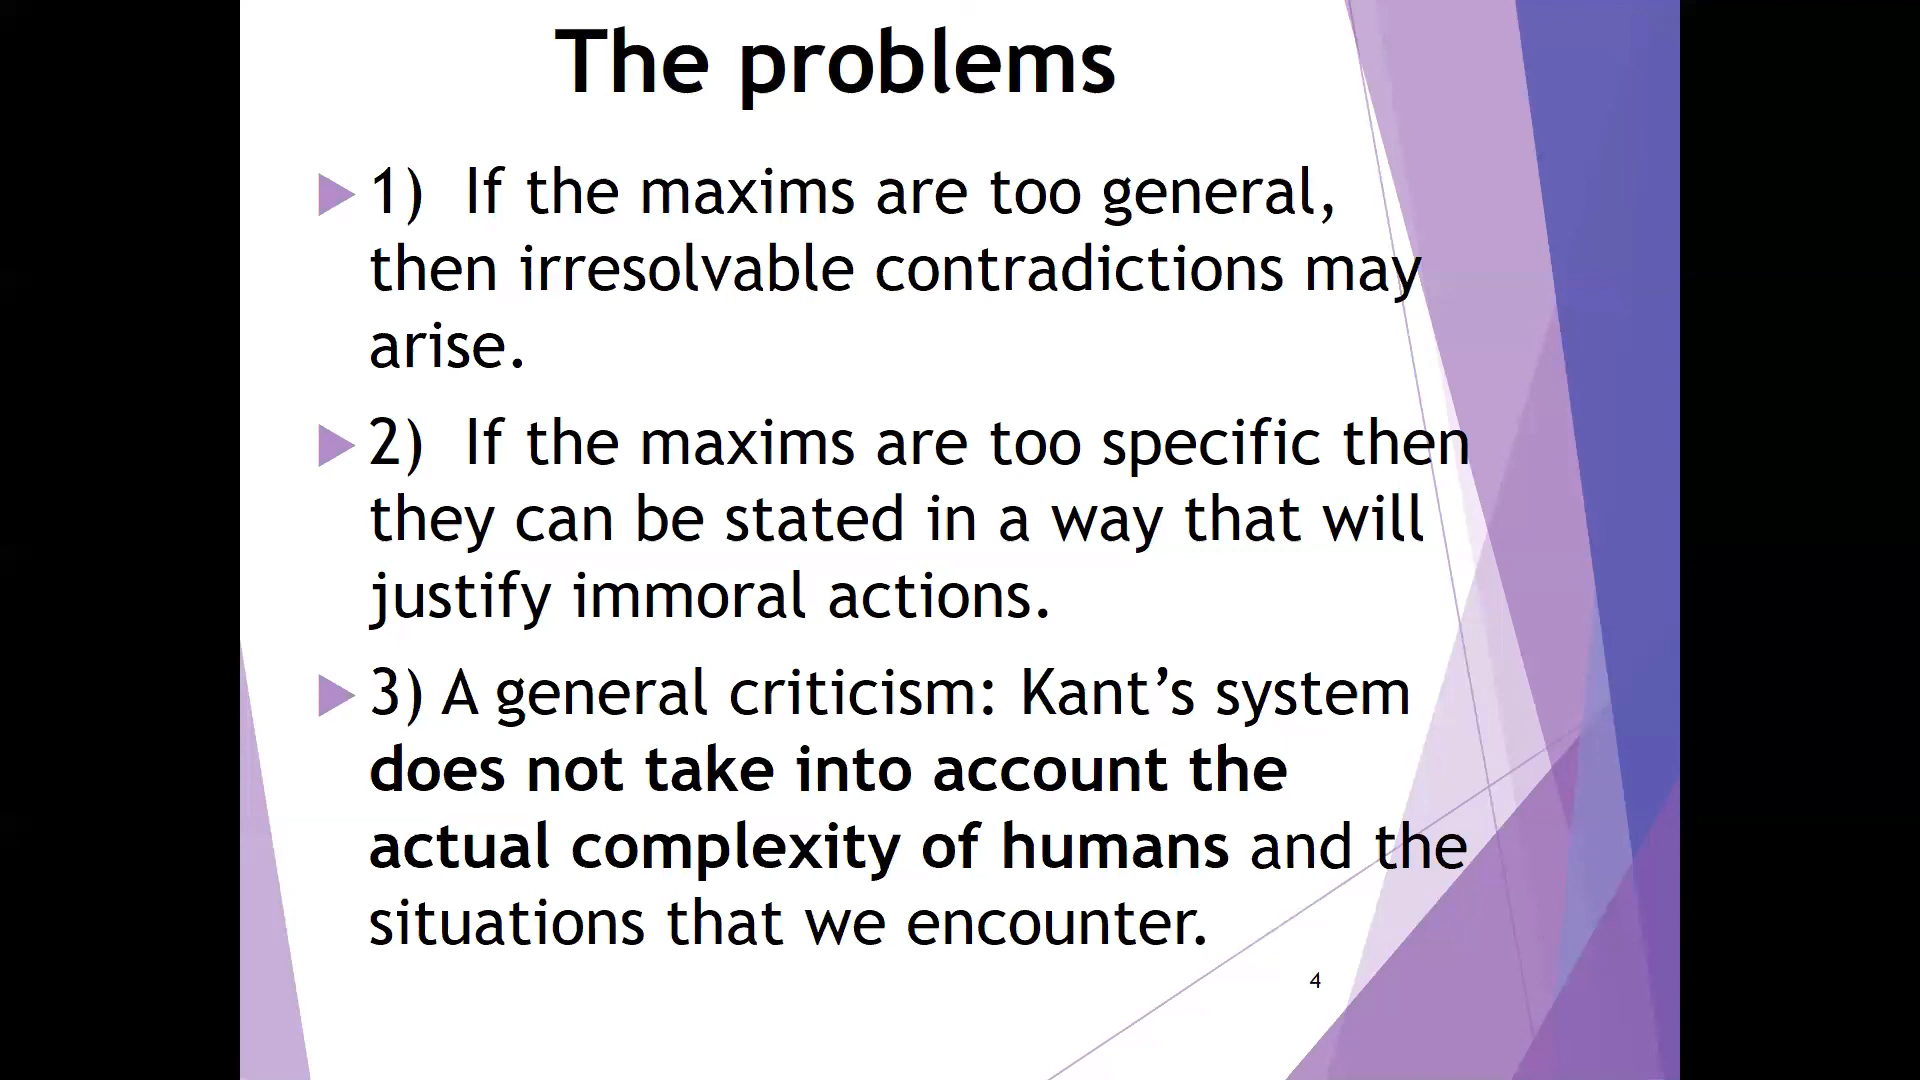 The problems
1) If the maxims are too general,
then irresolvable contradictions may
arise.
2) If the maxims are too specific then
they can be stated in a way that will
justify immoral actions.
3) A general criticism: Kant’s system
does not take into account the
actual complexity of humans and the
situations that we encounter.
4